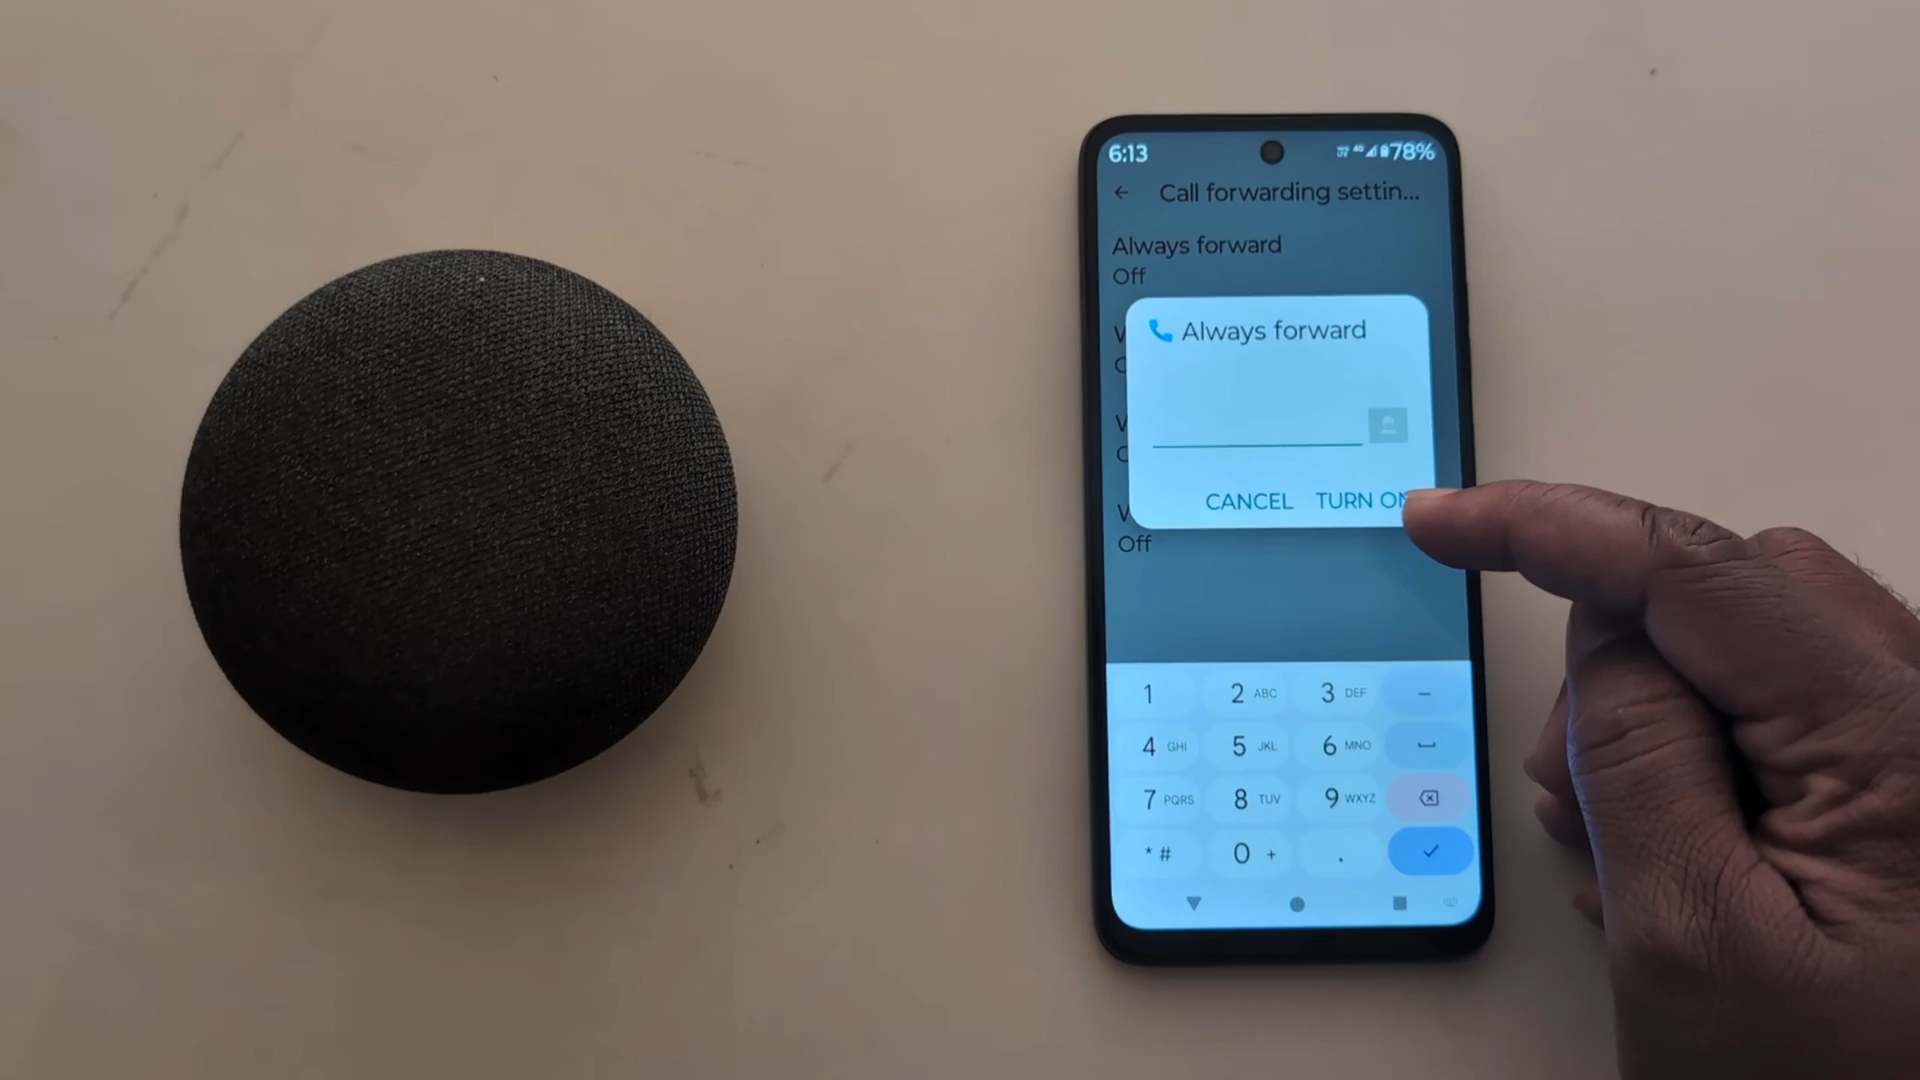 6:13 78%
Call forwarding settin...
Always forward
Off
Always forward
CANCEL TURN ON
Off
1 2 ABC 3 DEF –
4 GHI 5 JKL 6 MNO
7 PQRS 8 TUV 9 WXYZ
* # 0 + .